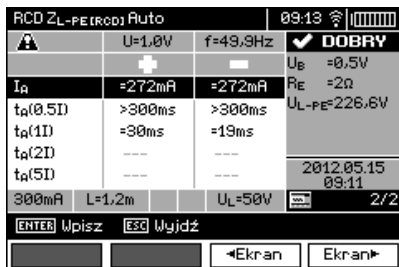 RCD ZL-PE[RCD] Auto 09:13
U=1,0V f=49,9Hz DOBRY
+ −
UB =0,5V
IA =272mA =272mA RE =2Ω
tA(0.5I) >300ms >300ms UL-PE=226,6V
tA(1I) =30ms =19ms
tA(2I) --- ---
tA(5I) --- --- 2012.05.15
09:11
300mA L=1,2m UL=50V 2/2
ENTER Wpisz ESC Wyjdź
◄Ekran Ekran►